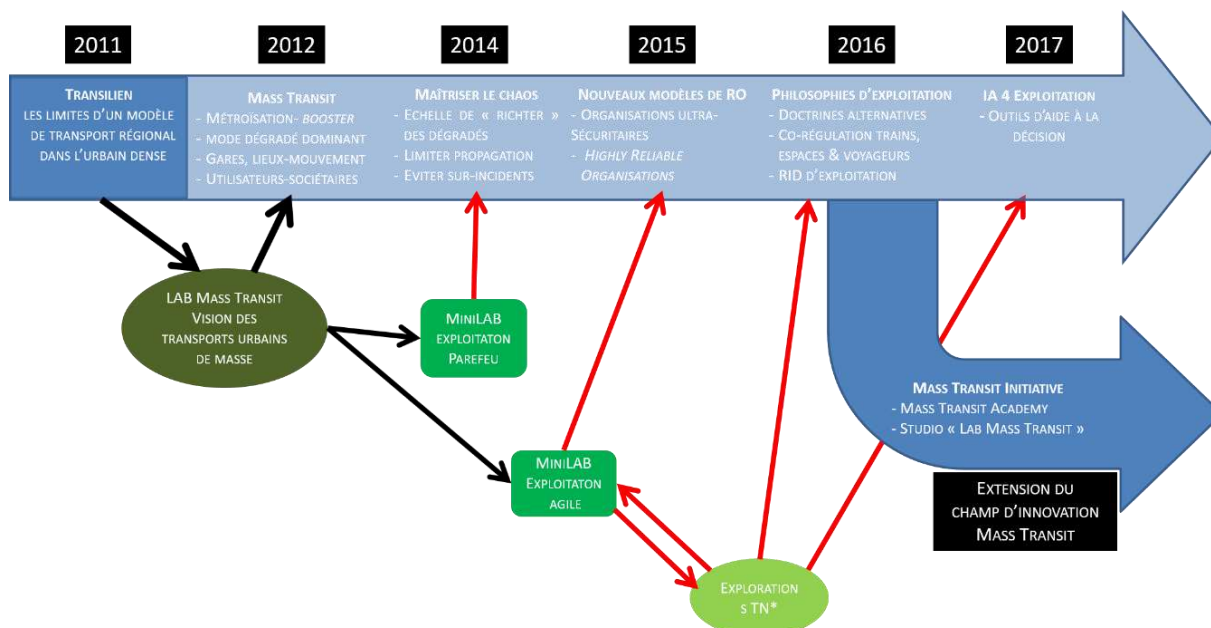 2011
2012
2014
2015
2016
2017
Transilien
les limites d'un modèle
de transport régional
dans l'urbain dense
Mass Transit
- Métroïsation- booster
- mode dégradé dominant
- Gares, lieux-mouvement
- Utilisateurs-sociétaires
Maîtriser le chaos
- Echelle de « richter »
des dégradés
- Limiter propagation
- Eviter sur-incidents
Nouveaux modèles de RO
- Organisations ultra-
Sécuritaires
- Highly Reliable
Organisations
Philosophies d'exploitation
- Doctrines alternatives
- Co-régulation trains,
espaces & voyageurs
- RID d'exploitation
IA 4 Exploitation
- Outils d'aide à la
décision
LAB Mass Transit
Vision des
transports urbains
de masse
MiniLAB
exploitaton
Parefeu
MiniLAB
Exploitaton
agile
Exploration
s TN*
Mass Transit Initiative
- Mass Transit Academy
- Studio « Lab Mass Transit »
Extension du
champ d'innovation
Mass Transit